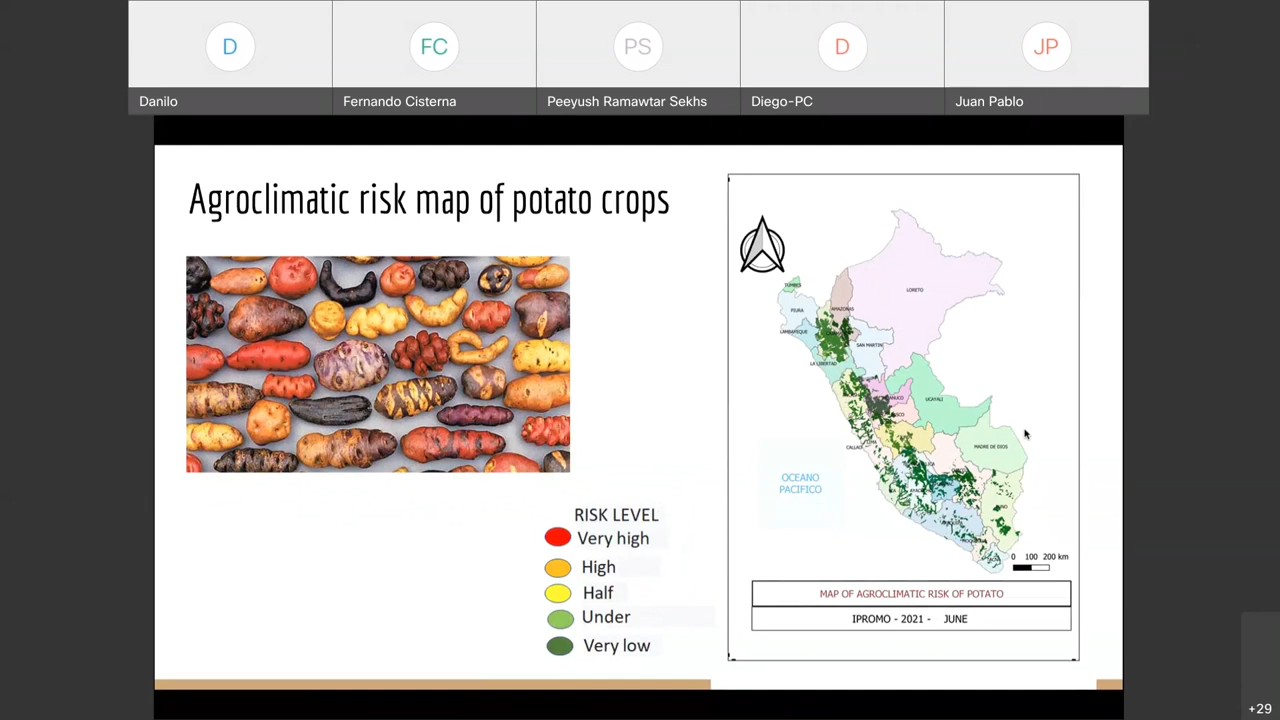 D
FC
PS
D
JP
Danilo
Fernando Cisterna
Peeyush Ramawtar Sekhs
Diego-PC
Juan Pablo
Agroclimatic risk map of potato crops
RISK LEVEL
Very high
High
Half
Under
Very low
TUMBES
PIURA
LORETO
AMAZONAS
LAMBAYEQUE
SAN MARTIN
LA LIBERTAD
UCAYALI
CALLAO
LIMA
MADRE DE DIOS
OCEANO
PACIFICO
0 100 200 km
MAP OF AGROCLIMATIC RISK OF POTATO
IPROMO - 2021 - JUNE
+29